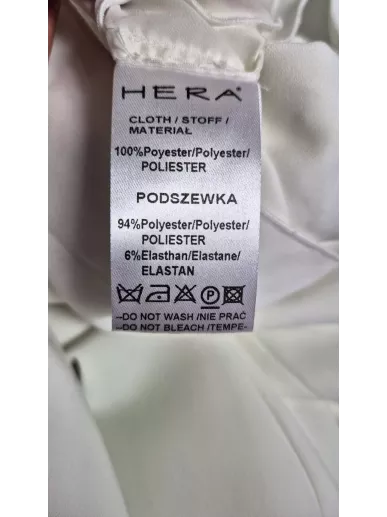 HERA
CLOTH / STOFF /
MATERIAŁ
100%Poyester/Polyester/
POLIESTER
PODSZEWKA
94%Polyester/Polyester/
POLIESTER
6%Elasthan/Elastane/
ELASTAN
P
–DO NOT WASH /NIE PRAĆ
–DO NOT BLEACH /TEMPE-